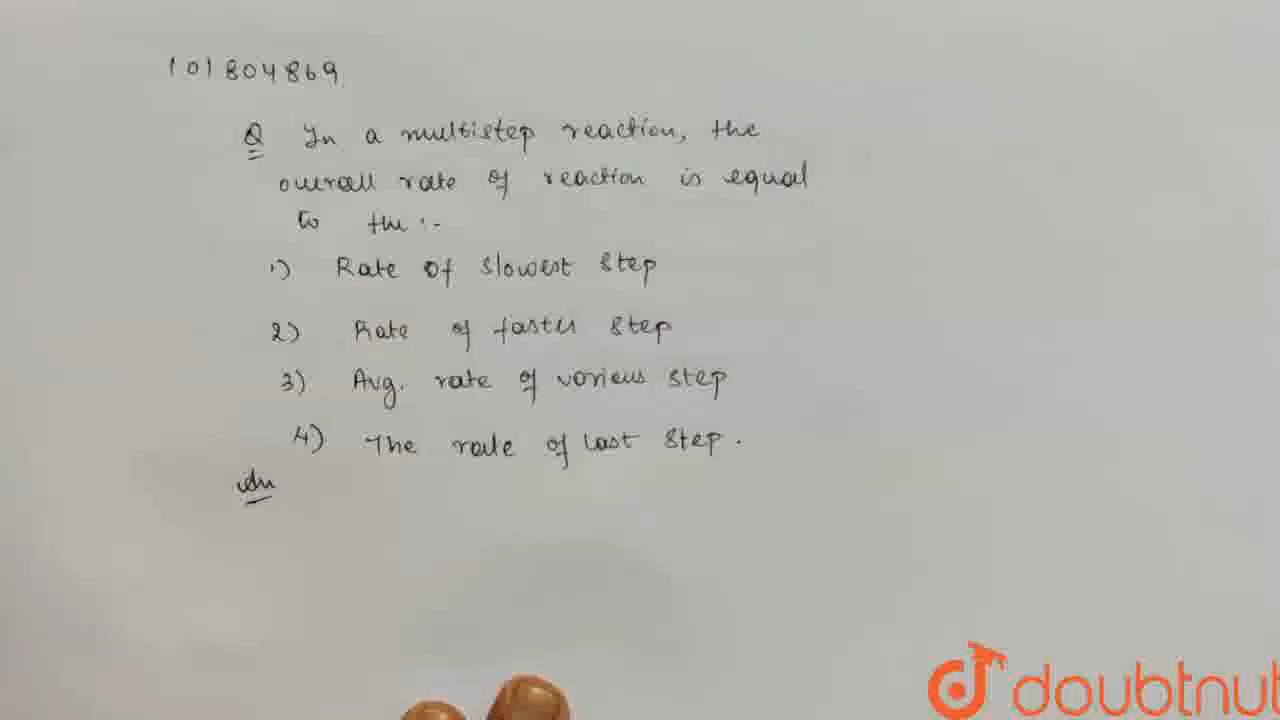 101804869
Q In a multistep reaction, the
overall rate of reaction is equal
to the :-
1) Rate of slowest step
2) Rate of faster step
3) Avg. rate of various step
4) The rate of last step.
doubtnut